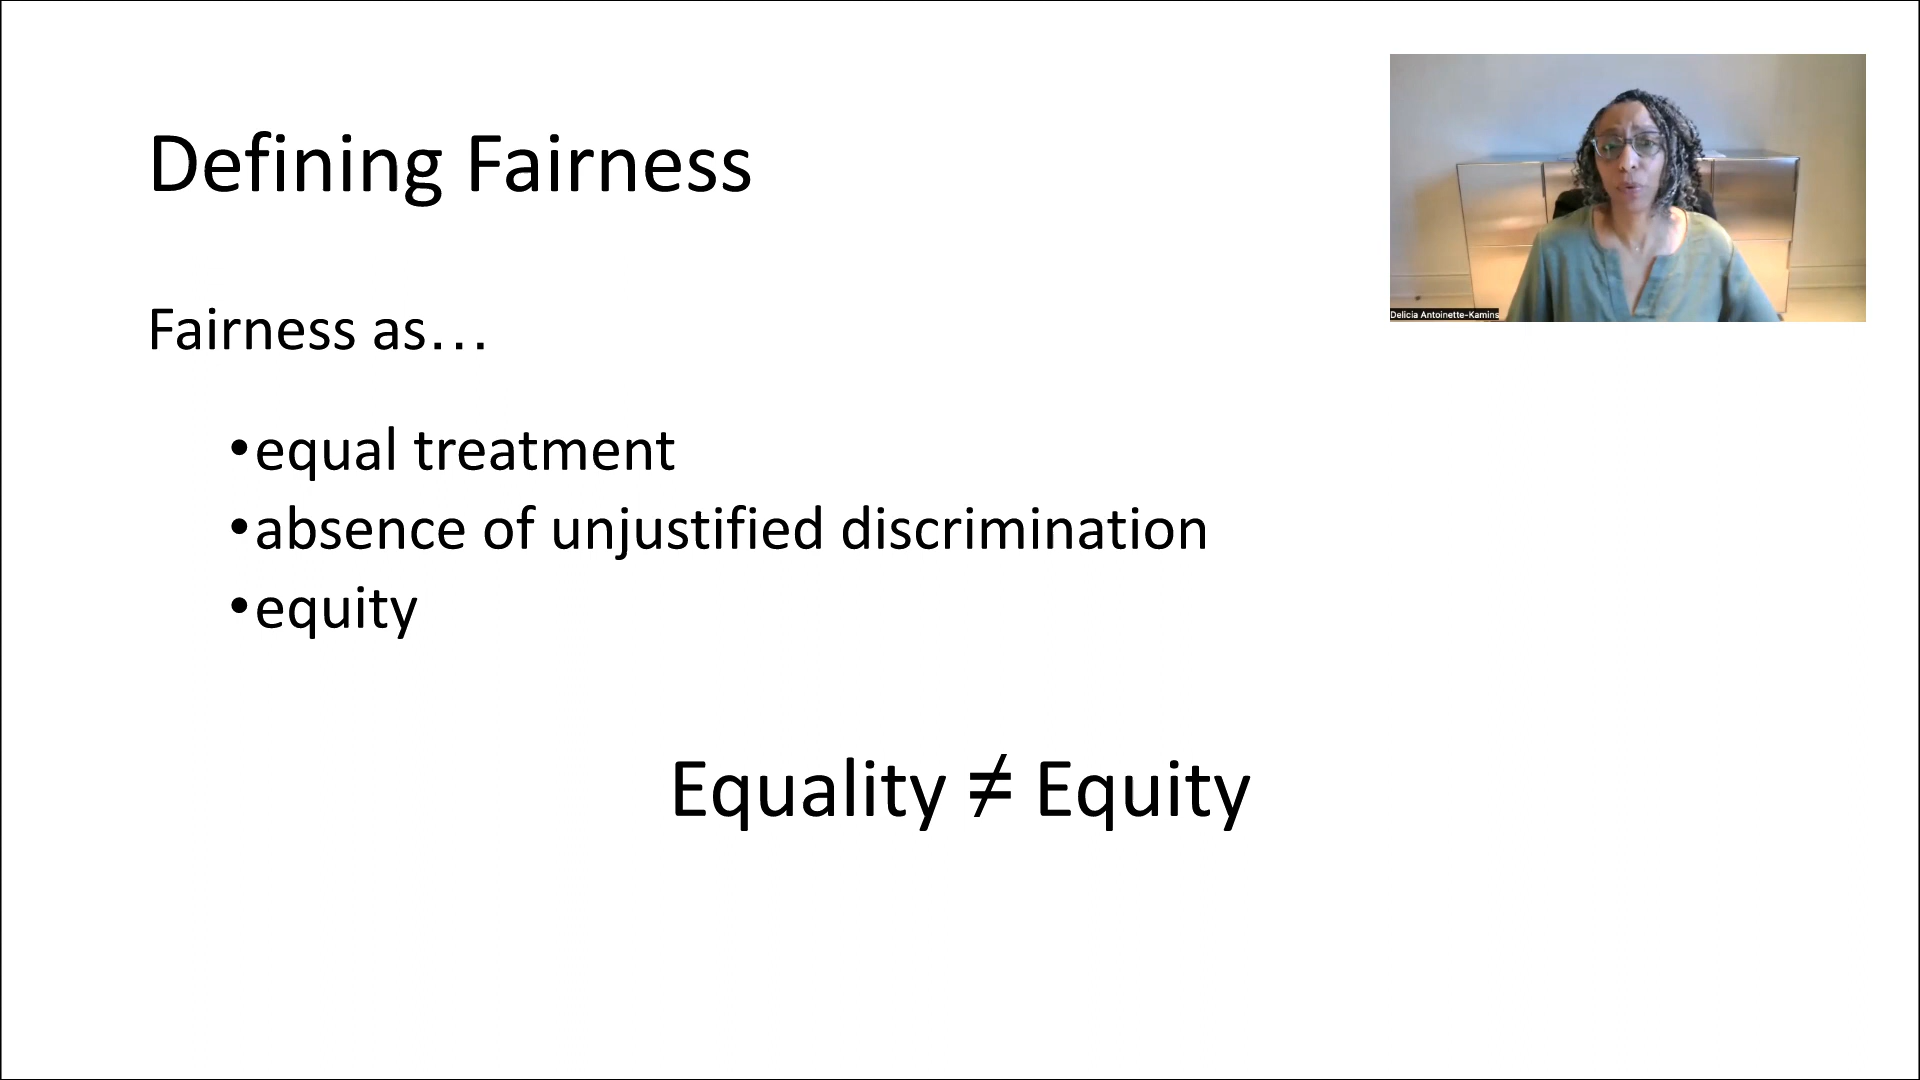 Defining Fairness
Delicia Antoinette-Kamins
Fairness as…
•equal treatment
•absence of unjustified discrimination
•equity
Equality ≠ Equity